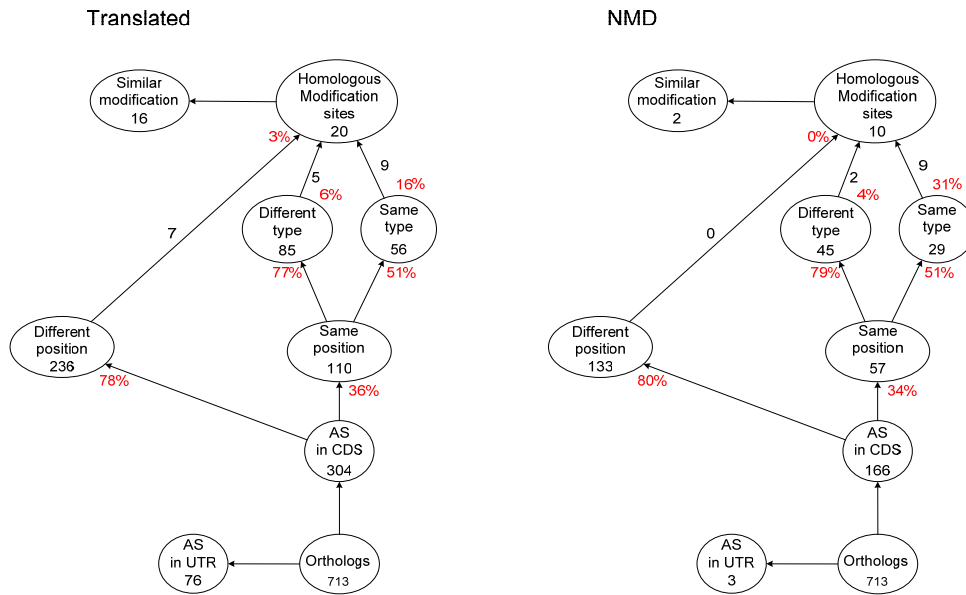 Translated
Similar
modification
16
Homologous
Modification
sites
20
3%
5
9
6%
16%
Different
type
85
Same
type
56
7
77%
51%
Different
position
236
Same
position
110
78%
36%
AS
in CDS
304
AS
in UTR
76
Orthologs
713
NMD
Similar
modification
2
Homologous
Modification
sites
10
0%
2
9
4%
31%
Different
type
45
Same
type
29
0
79%
51%
Different
position
133
Same
position
57
80%
34%
AS
in CDS
166
AS
in UTR
3
Orthologs
713